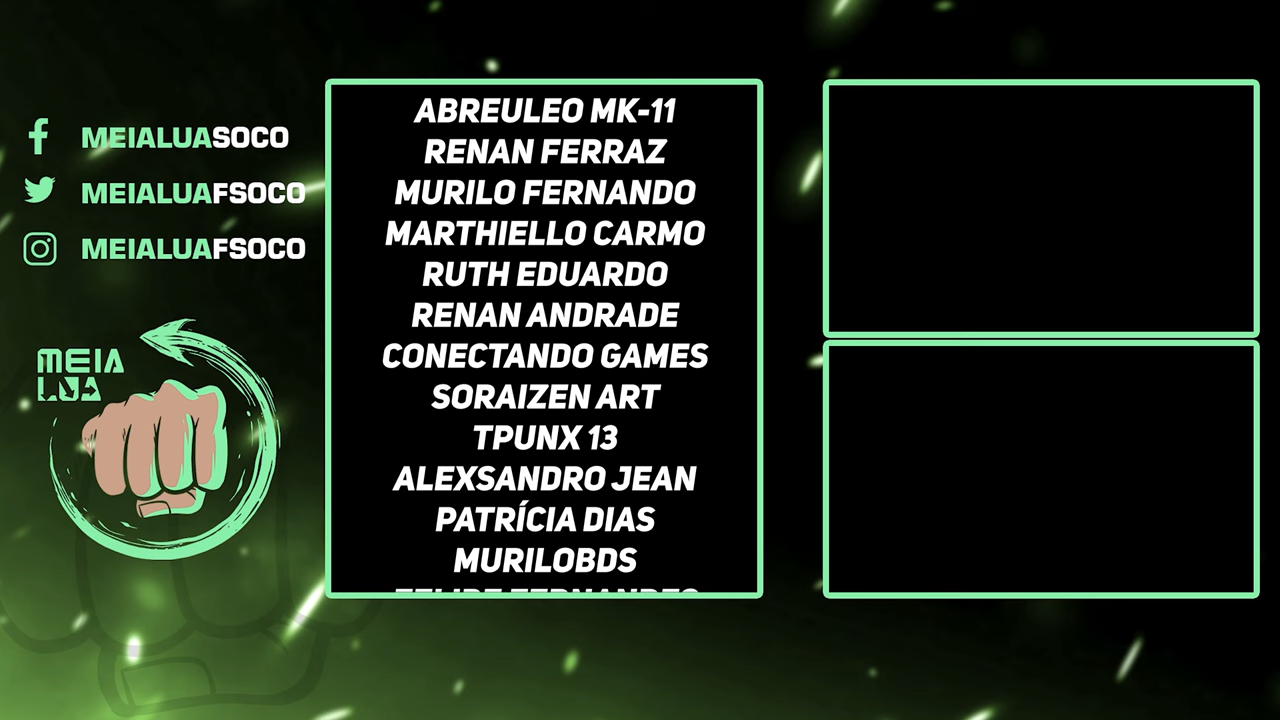 MEIALUASOCO
MEIALUAFSOCO
MEIALUAFSOCO
MEIA
LUA
ABREULEO MK-11
RENAN FERRAZ
MURILO FERNANDO
MARTHIELLO CARMO
RUTH EDUARDO
RENAN ANDRADE
CONECTANDO GAMES
SORAIZEN ART
TPUNX 13
ALEXSANDRO JEAN
PATRÍCIA DIAS
MURILOBDS